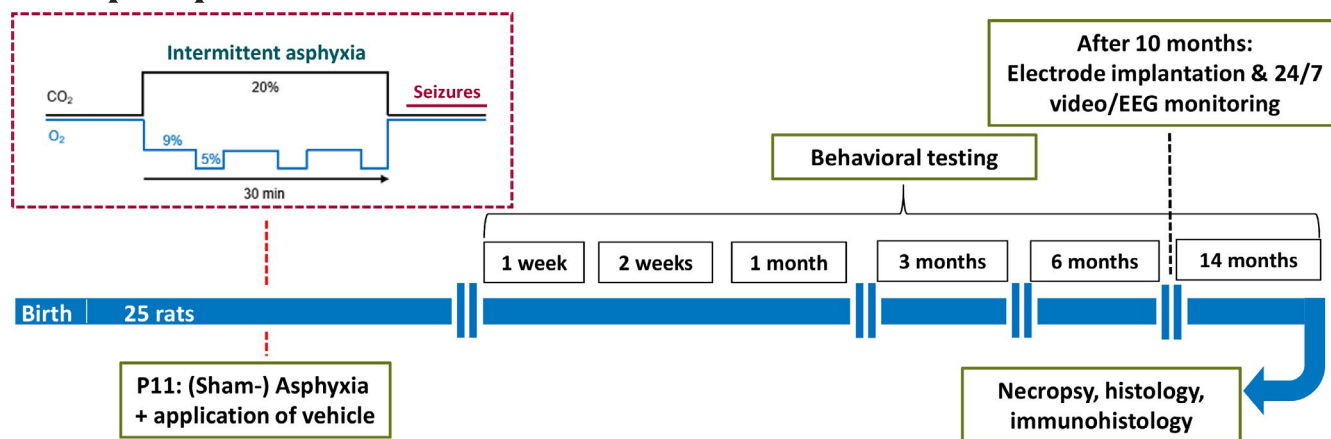 Intermittent asphyxia
20%
CO2
Seizures
O2
9%
5%
30 min
After 10 months:
Electrode implantation & 24/7
video/EEG monitoring
Behavioral testing
1 week
2 weeks
1 month
3 months
6 months
14 months
Birth
25 rats
P11: (Sham-) Asphyxia
+ application of vehicle
Necropsy, histology,
immunohistology